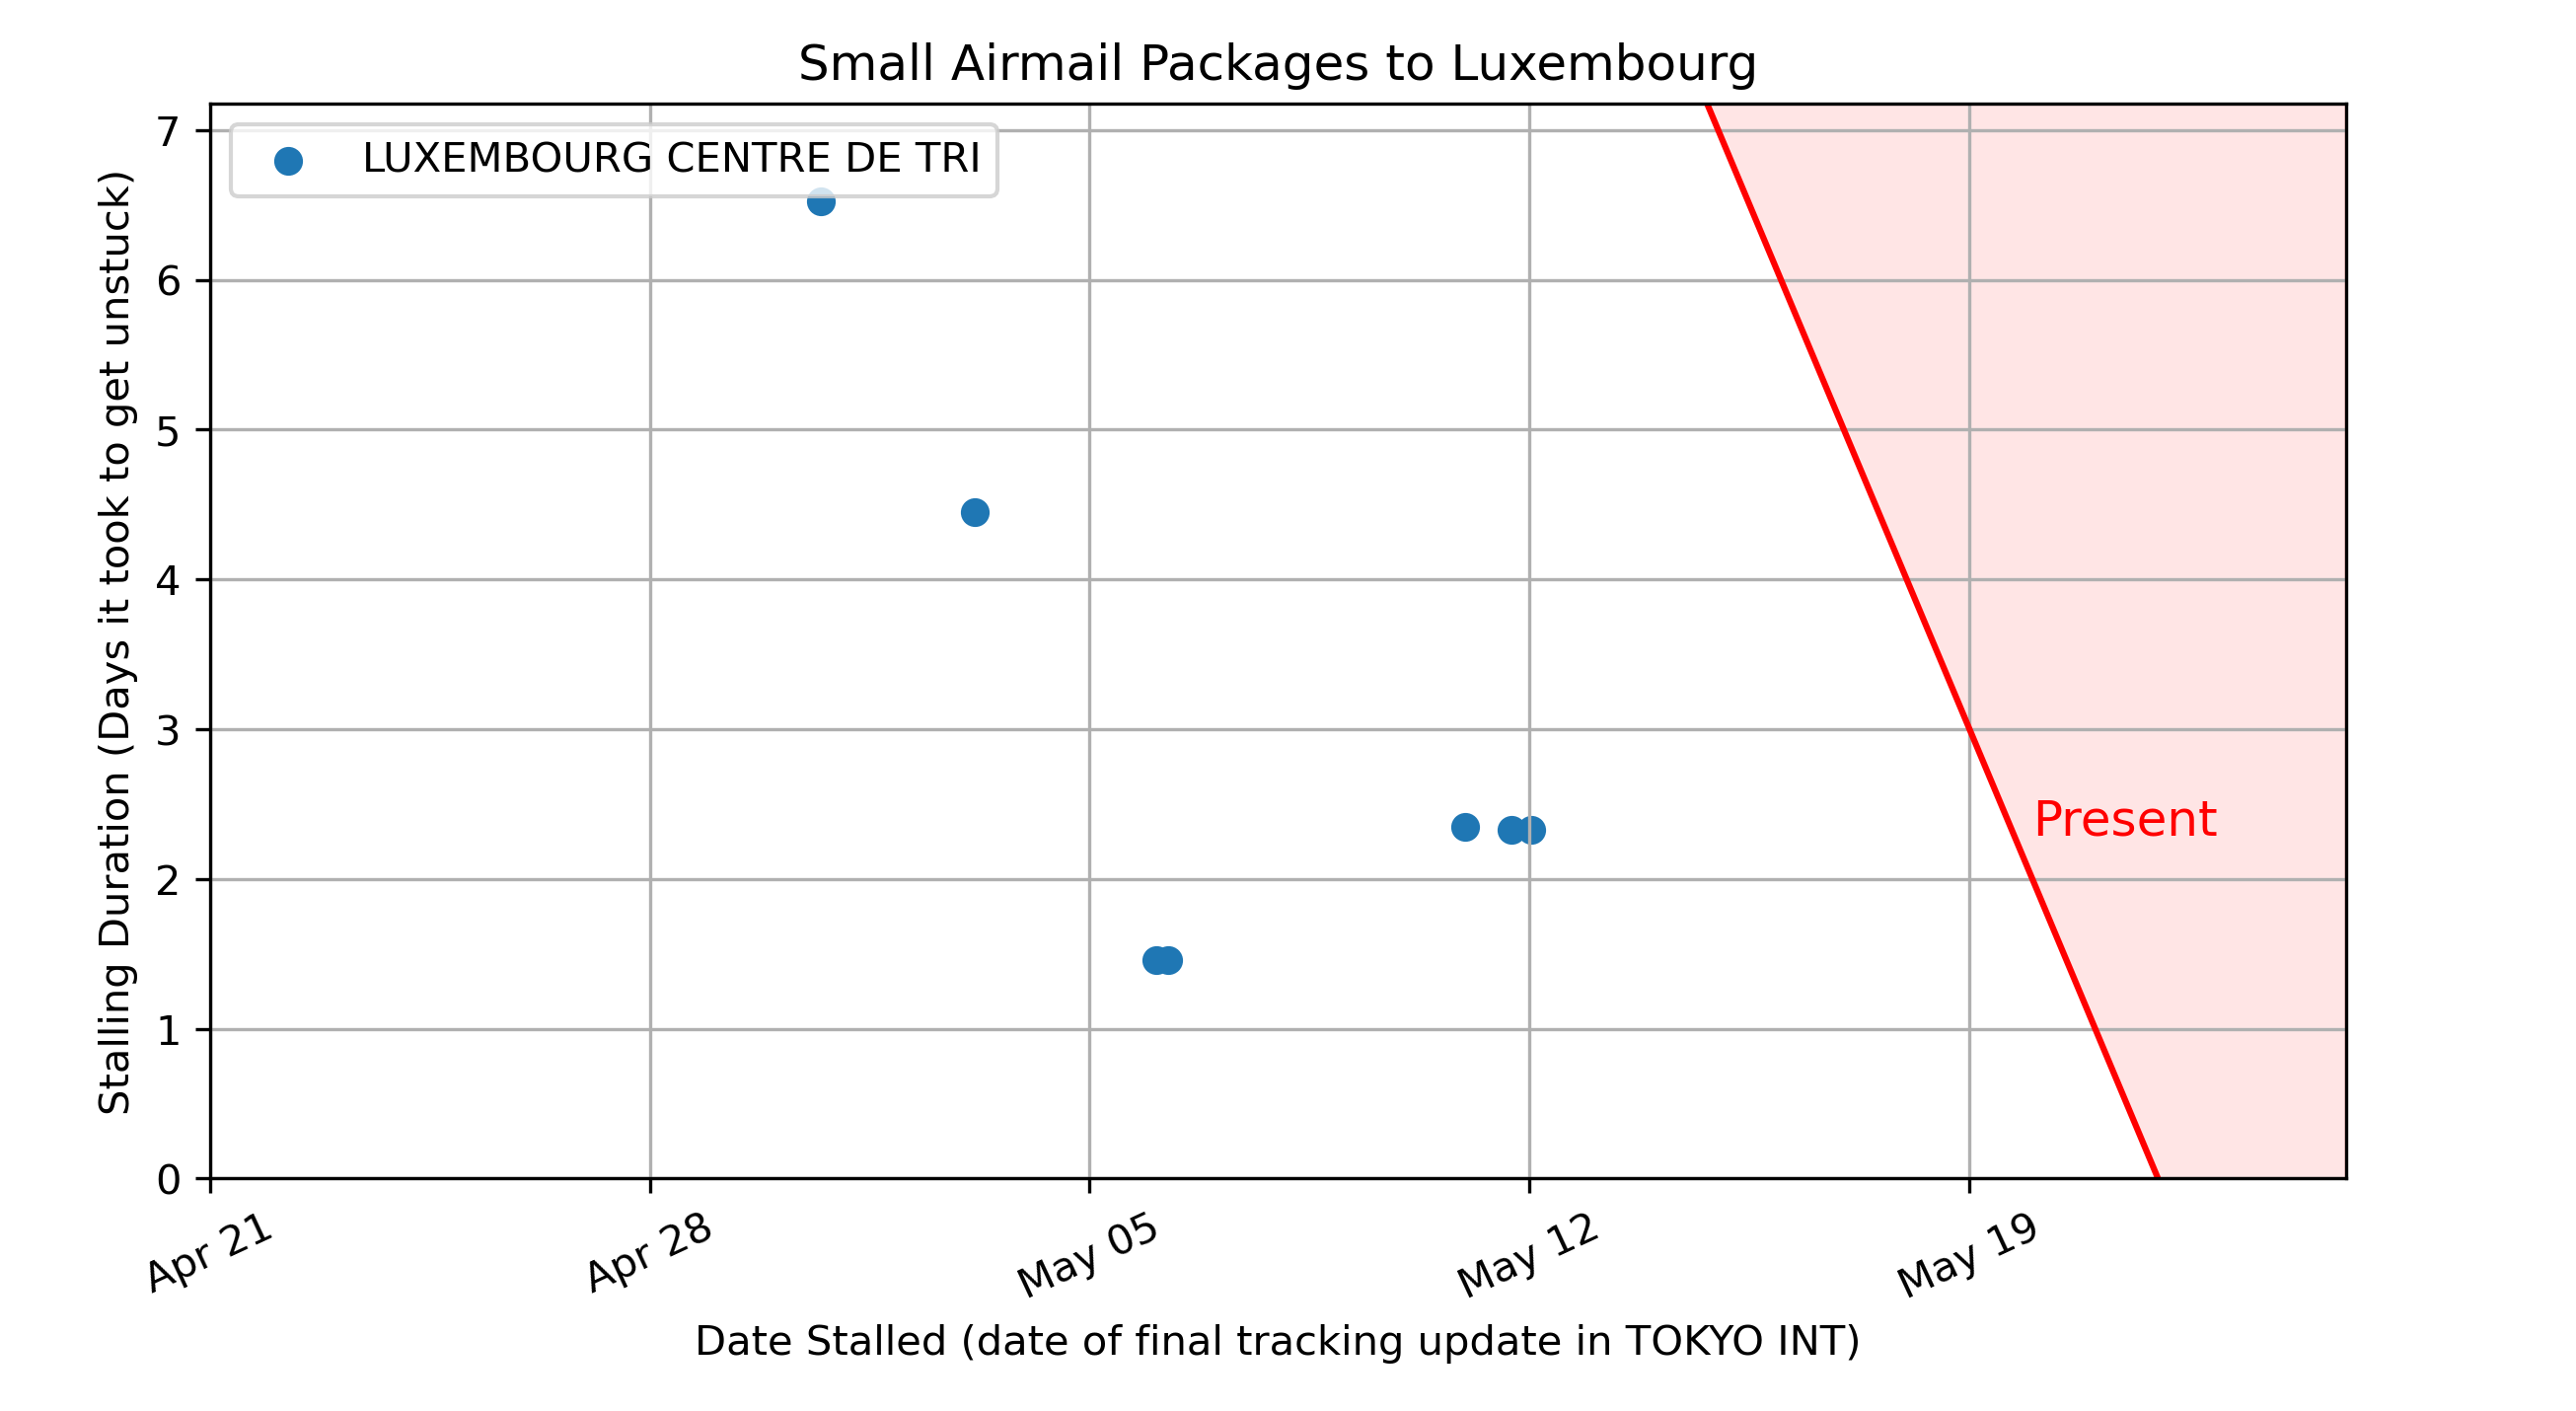 Small Airmail Packages to Luxembourg
LUXEMBOURG CENTRE DE TRI
Stalling Duration (Days it took to get unstuck)
7
6
5
4
3
2
1
0
Present
Apr 21
Apr 28
May 05
May 12
May 19
Date Stalled (date of final tracking update in TOKYO INT)